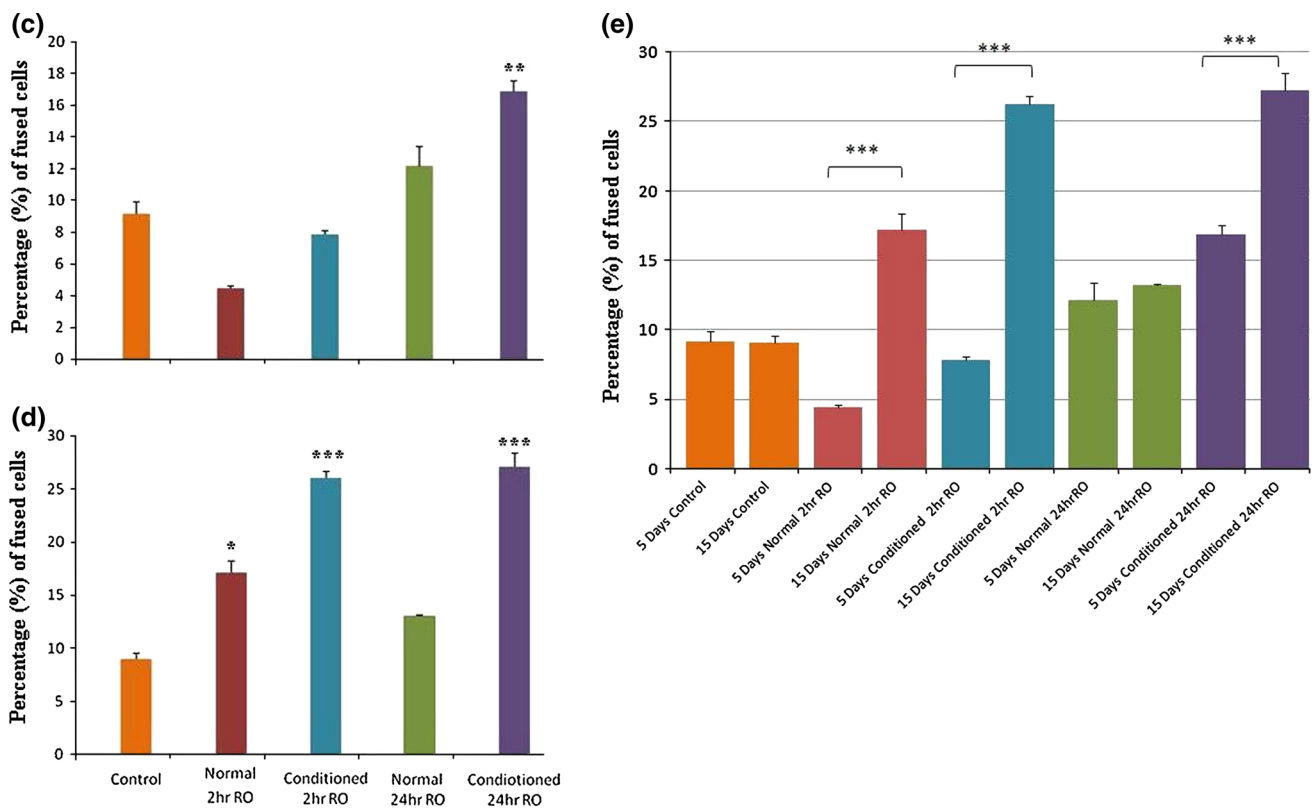 (c)
Percentage (%) of fused cells
20
18
16
14
12
10
8
6
4
2
0
**
(d)
Percentage (%) of fused cells
30
25
20
15
10
5
0
*
***
***
Control
Normal
2hr RO
Conditioned
2hr RO
Normal
24hr RO
Condiotioned
24hr RO
(e)
Percentage (%) of fused cells
30
25
20
15
10
5
0
***
***
***
5 Days Control
15 Days Control
5 Days Normal 2hr RO
15 Days Normal 2hr RO
5 Days Conditioned 2hr RO
15 Days Conditioned 2hr RO
5 Days Normal 24hrRO
15 Days Normal 24hrRO
5 Days Conditioned 24hr RO
15 Days Conditioned 24hr RO